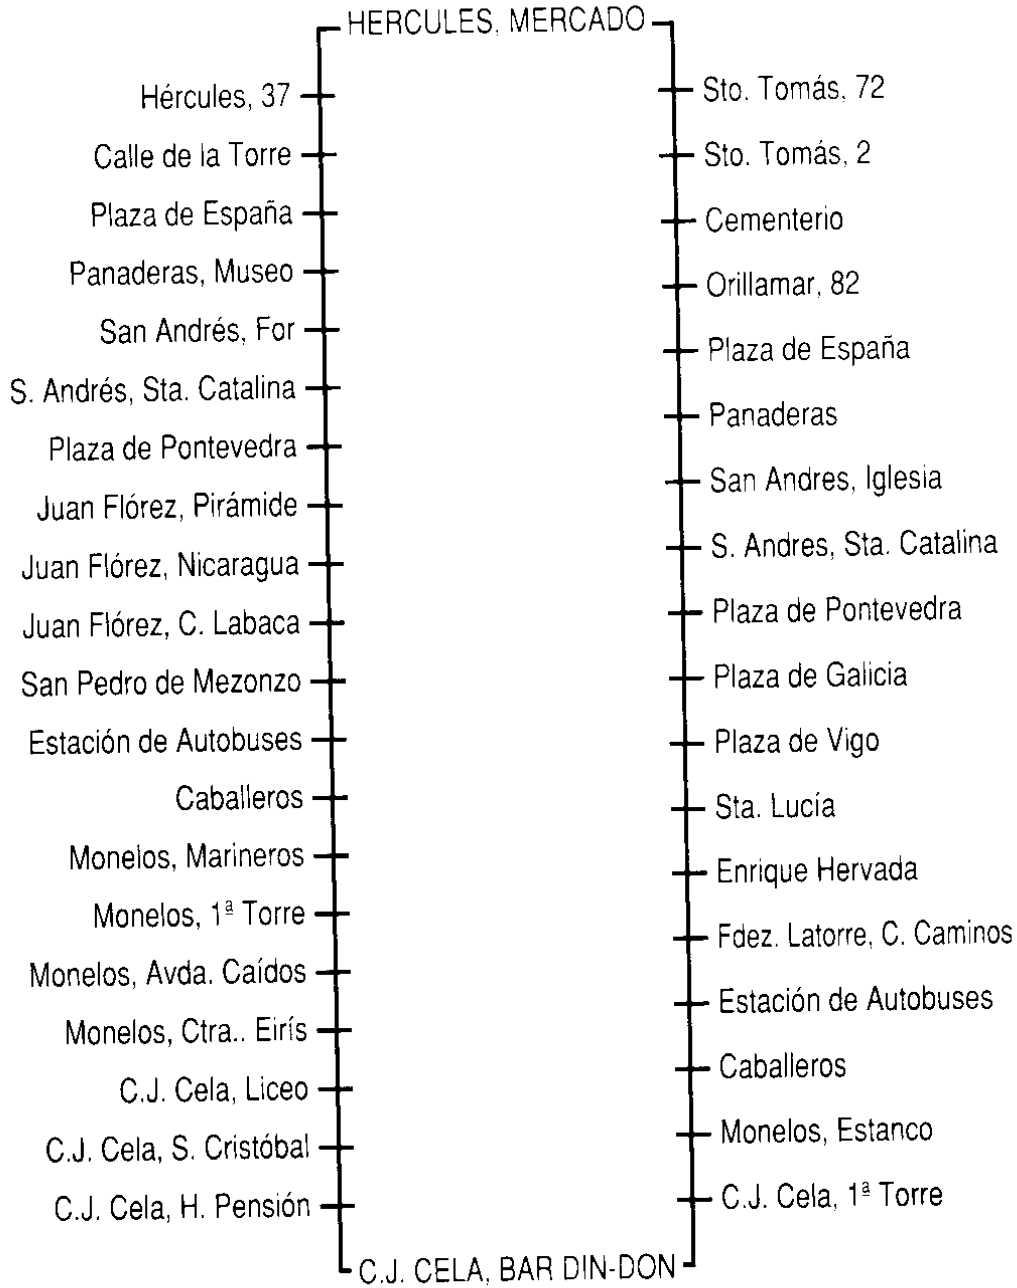 HERCULES, MERCADO
Hércules, 37
Calle de la Torre
Plaza de España
Panaderas, Museo
San Andrés, For
S. Andrés, Sta. Catalina
Plaza de Pontevedra
Juan Flórez, Pirámide
Juan Flórez, Nicaragua
Juan Flórez, C. Labaca
San Pedro de Mezonzo
Estación de Autobuses
Caballeros
Monelos, Marineros
Monelos, 1ª Torre
Monelos, Avda. Caídos
Monelos, Ctra.. Eirís
C.J. Cela, Liceo
C.J. Cela, S. Cristóbal
C.J. Cela, H. Pensión
Sto. Tomás, 72
Sto. Tomás, 2
Cementerio
Orillamar, 82
Plaza de España
Panaderas
San Andres, Iglesia
S. Andres, Sta. Catalina
Plaza de Pontevedra
Plaza de Galicia
Plaza de Vigo
Sta. Lucía
Enrique Hervada
Fdez. Latorre, C. Caminos
Estación de Autobuses
Caballeros
Monelos, Estanco
C.J. Cela, 1ª Torre
C.J. CELA, BAR DIN-DON